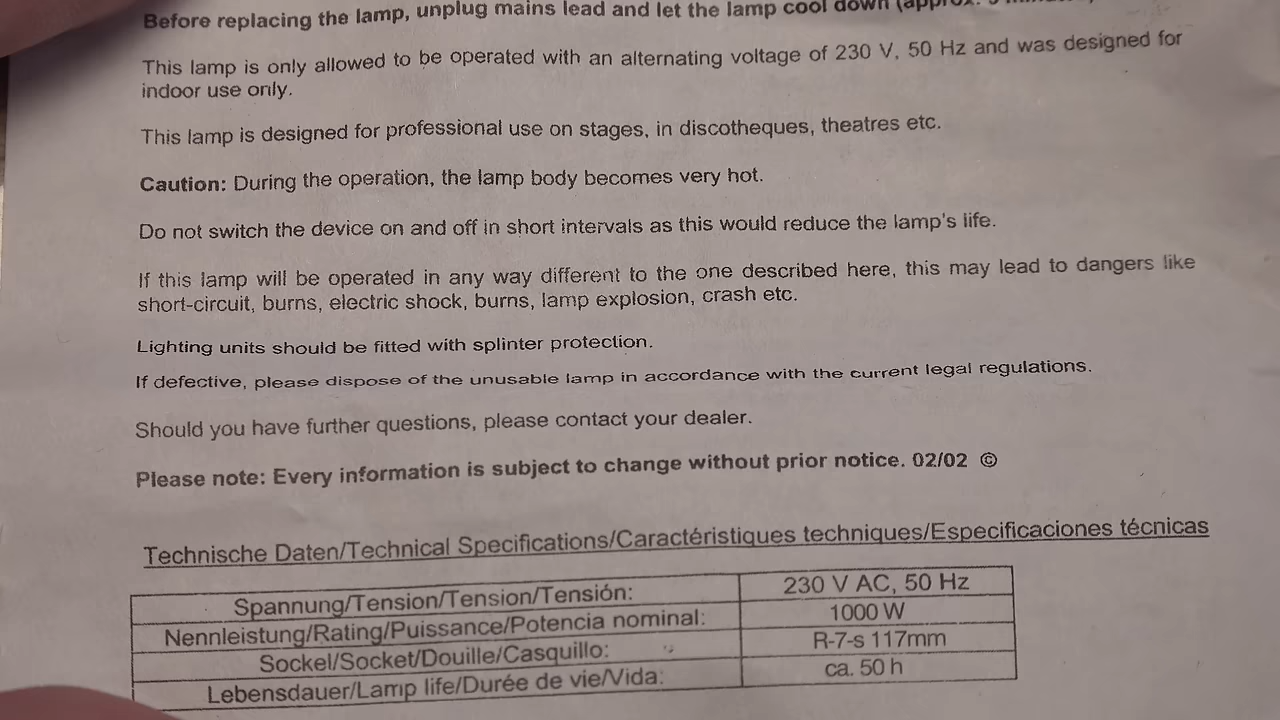 Before replacing the lamp, unplug mains lead and let the lamp cool down
This lamp is only allowed to be operated with an alternating voltage of 230 V, 50 Hz and was designed for
indoor use only.
This lamp is designed for professional use on stages, in discotheques, theatres etc.
Caution: During the operation, the lamp body becomes very hot.
Do not switch the device on and off in short intervals as this would reduce the lamp's life.
If this lamp will be operated in any way different to the one described here, this may lead to dangers like
short-circuit, burns, electric shock, burns, lamp explosion, crash etc.
Lighting units should be fitted with splinter protection.
If defective, please dispose of the unusable lamp in accordance with the current legal regulations.
Should you have further questions, please contact your dealer.
Please note: Every information is subject to change without prior notice. 02/02 ©
Technische Daten/Technical Specifications/Caractéristiques techniques/Especificaciones técnicas
Spannung/Tension/Tension/Tensión: 230 V AC, 50 Hz
Nennleistung/Rating/Puissance/Potencia nominal: 1000 W
Sockel/Socket/Douille/Casquillo: R-7-s 117mm
Lebensdauer/Lamp life/Durée de vie/Vida: ca. 50 h